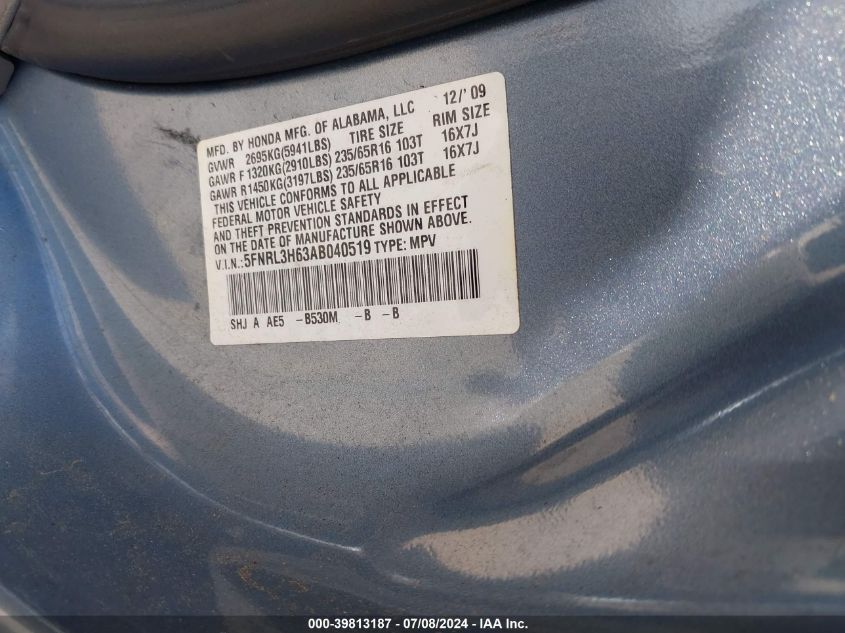 MFD. BY HONDA MFG. OF ALABAMA, LLC 12/'09
GVWR 2695KG(5941LBS) TIRE SIZE RIM SIZE
GAWR F 1320KG(2910LBS) 235/65R16 103T 16X7J
GAWR R1450KG(3197LBS) 235/65R16 103T 16X7J
THIS VEHICLE CONFORMS TO ALL APPLICABLE
FEDERAL MOTOR VEHICLE SAFETY
AND THEFT PREVENTION STANDARDS IN EFFECT
ON THE DATE OF MANUFACTURE SHOWN ABOVE.
V.I.N.:5FNRL3H63AB040519 TYPE: MPV
SHJ A AE5 -B530M -B -B
000-39813187 - 07/08/2024 - IAA Inc.